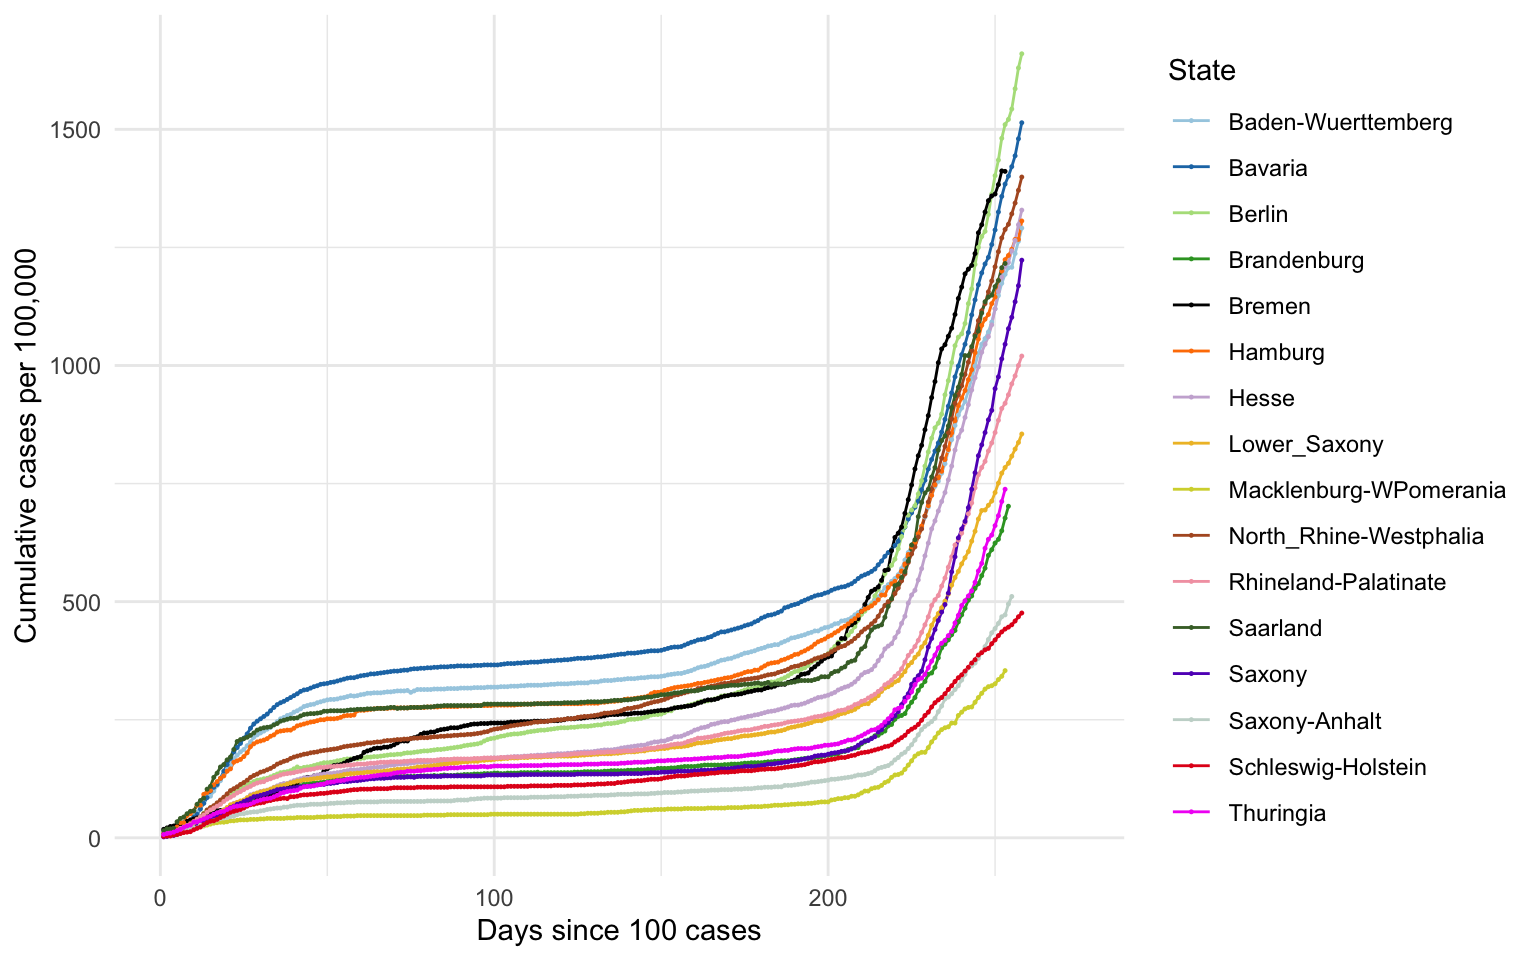 Cumulative cases per 100,000
1500
1000
500
0
0
100
200
Days since 100 cases
State
Baden-Wuerttemberg
Bavaria
Berlin
Brandenburg
Bremen
Hamburg
Hesse
Lower_Saxony
Macklenburg-WPomerania
North_Rhine-Westphalia
Rhineland-Palatinate
Saarland
Saxony
Saxony-Anhalt
Schleswig-Holstein
Thuringia